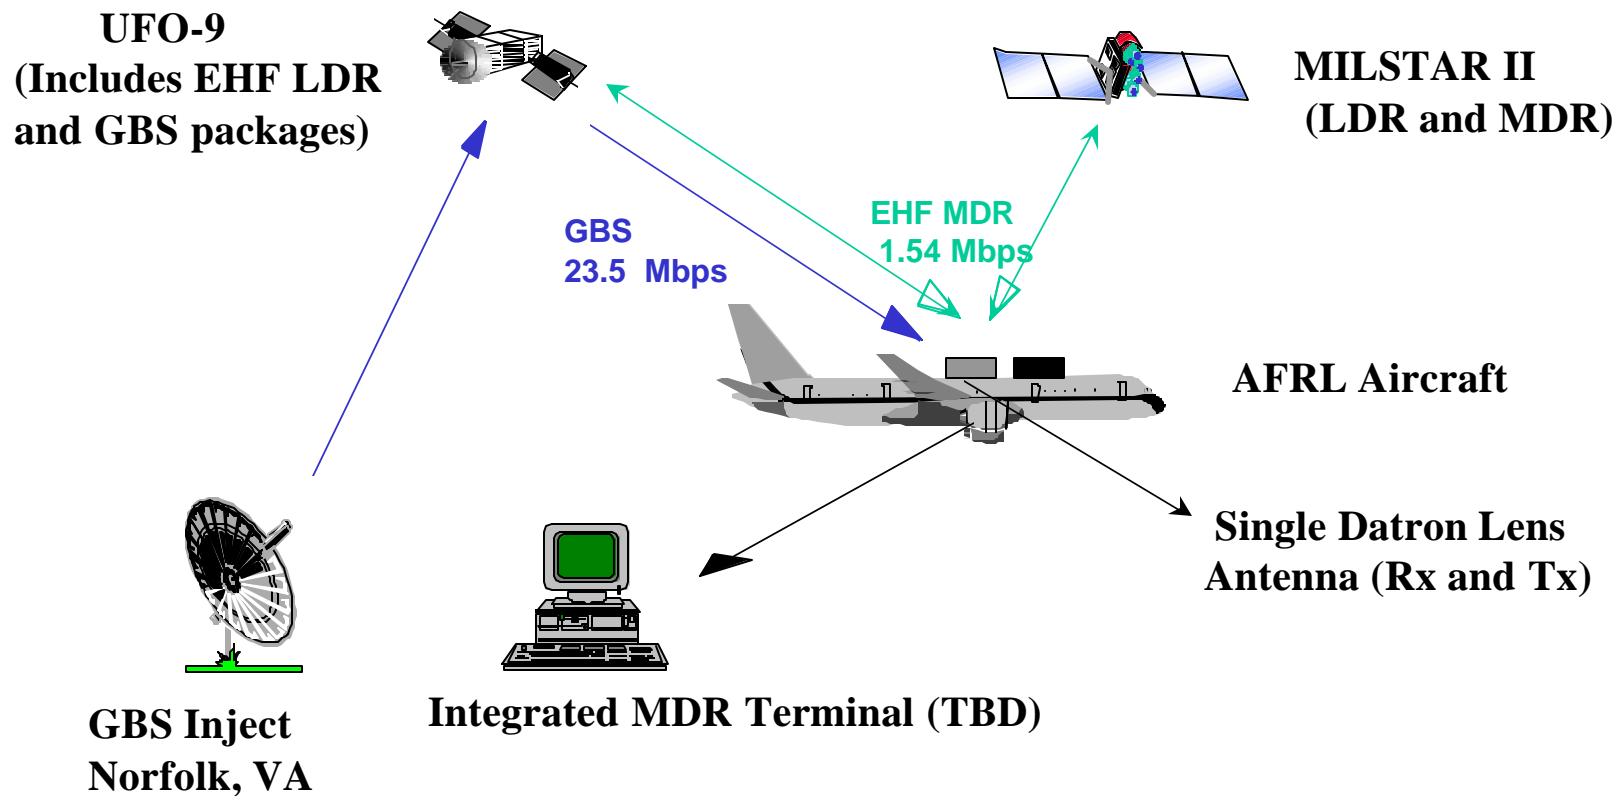 UFO-9
(Includes EHF LDR
and GBS packages)
MILSTAR II
(LDR and MDR)
EHF MDR
1.54 Mbps
GBS
23.5 Mbps
AFRL Aircraft
Single Datron Lens
Antenna (Rx and Tx)
Integrated MDR Terminal (TBD)
GBS Inject
Norfolk, VA